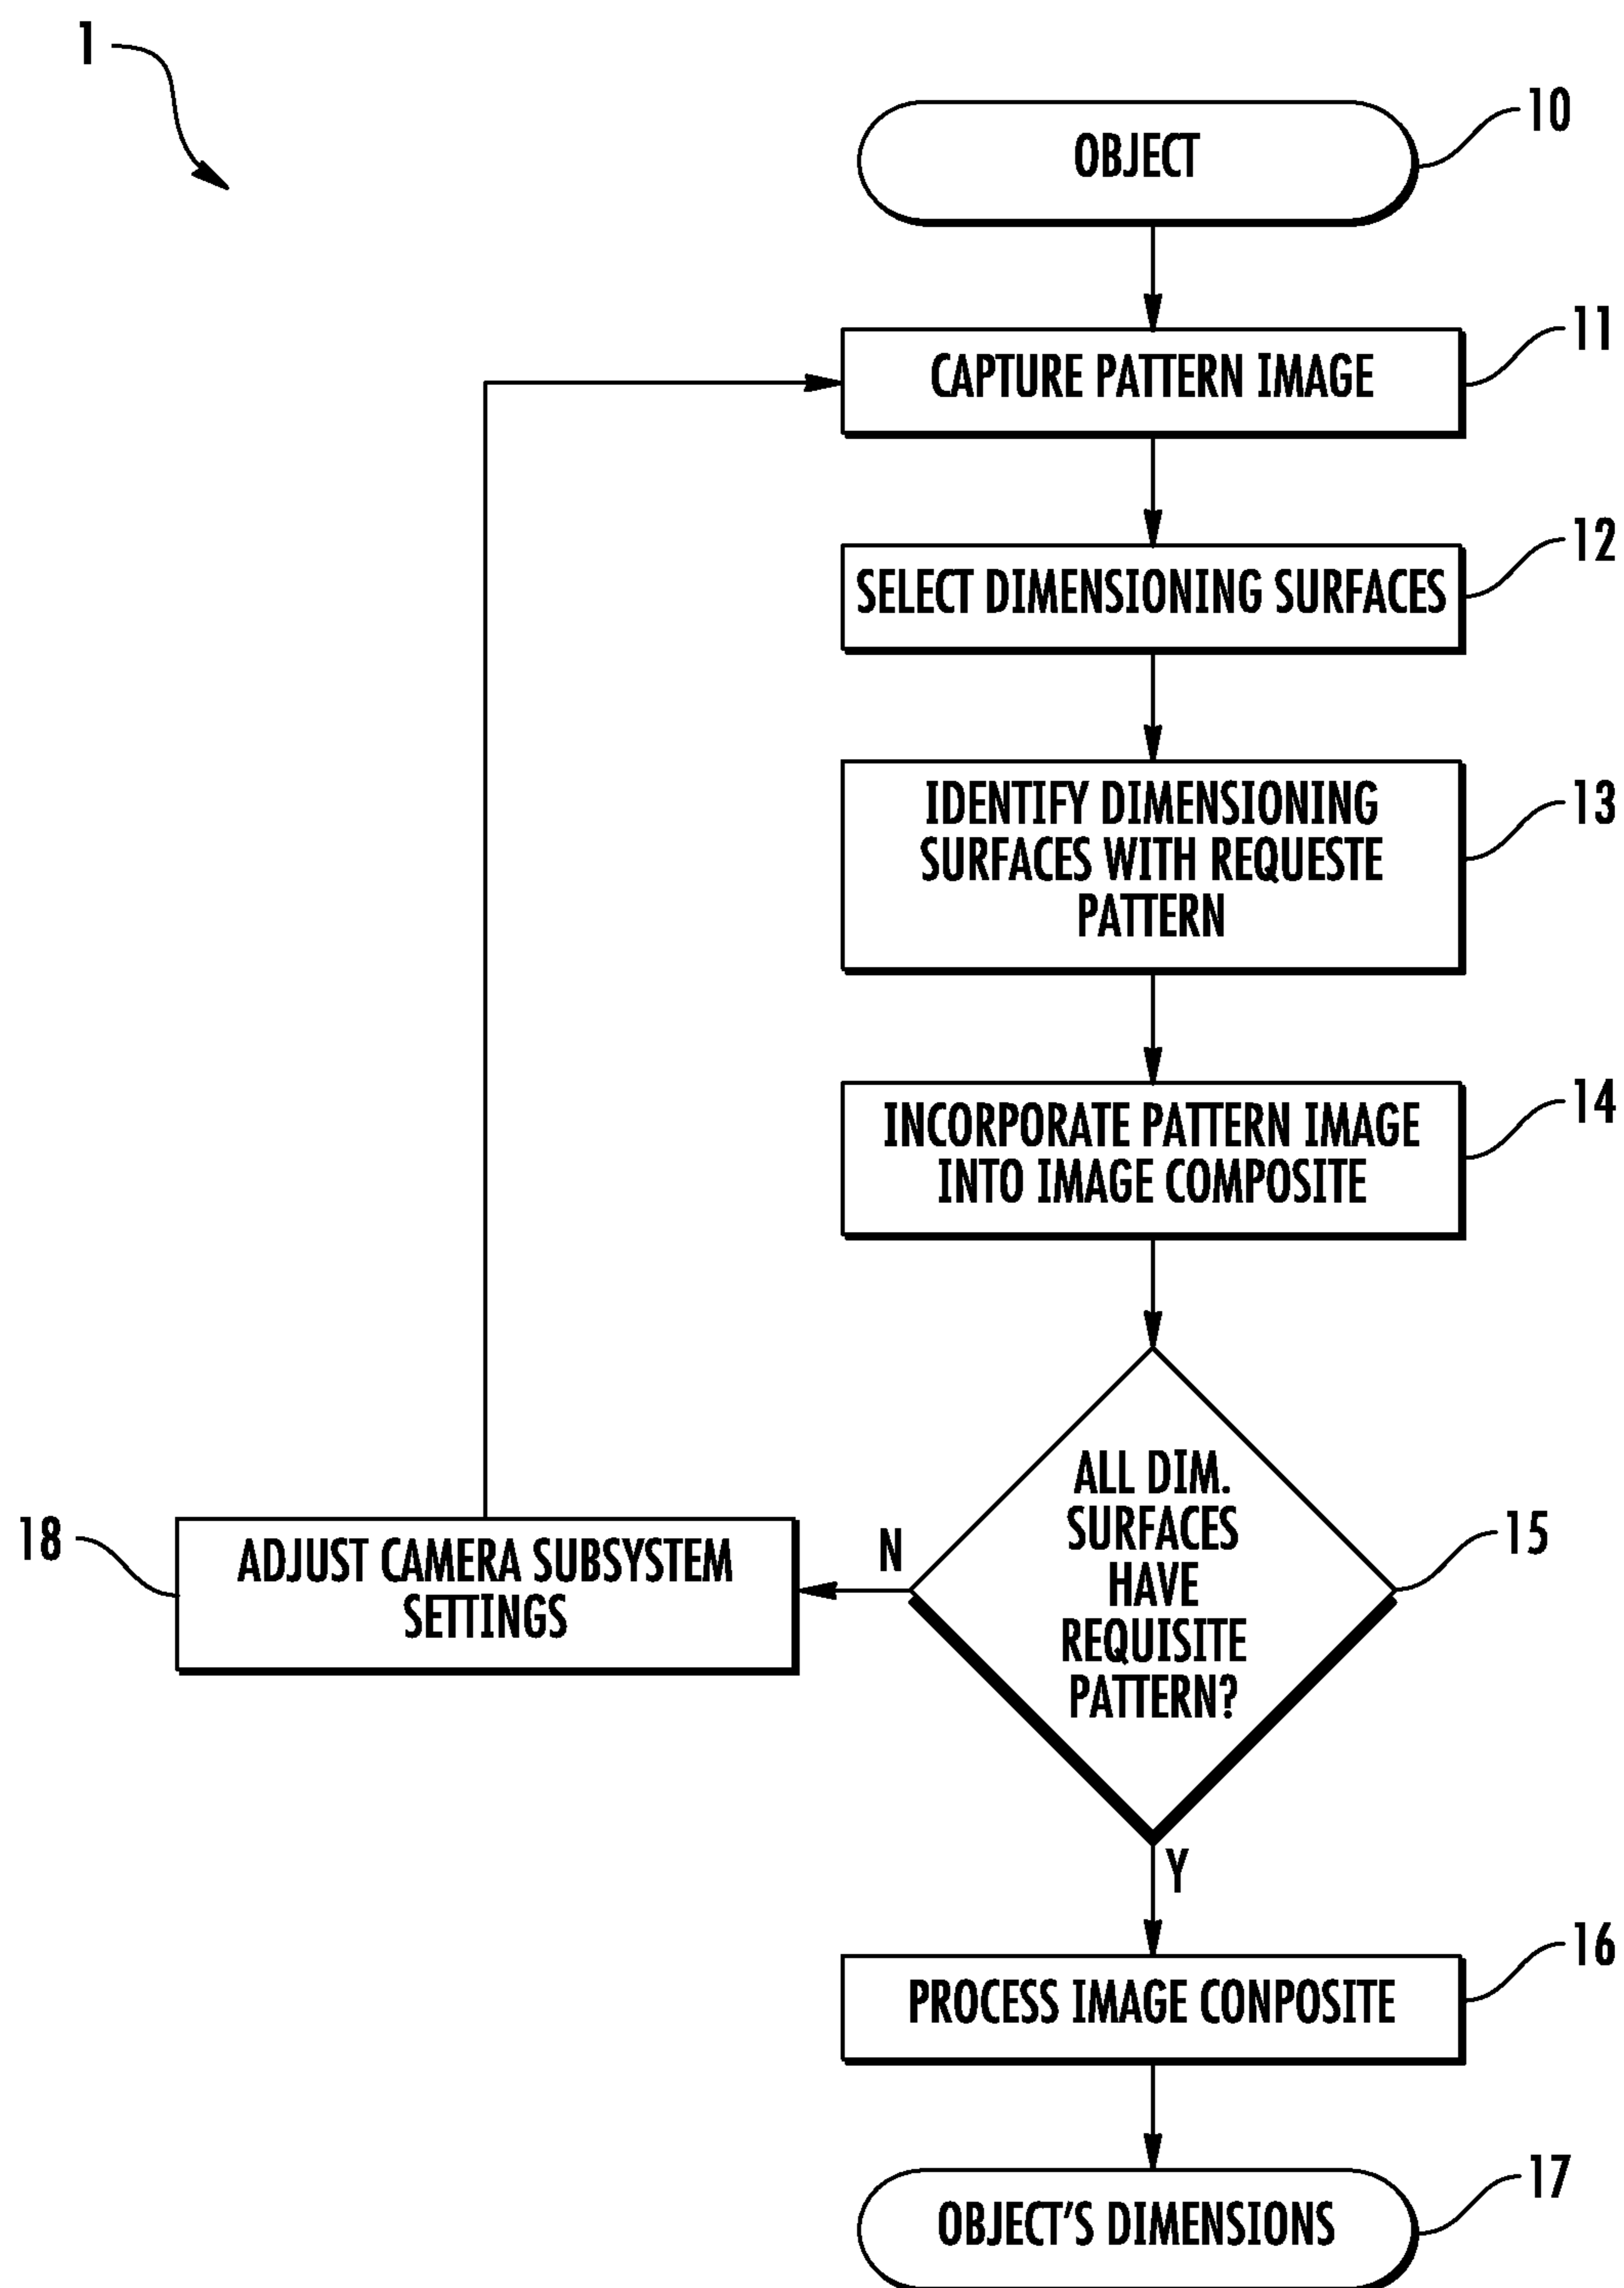 1
OBJECT
10
CAPTURE PATTERN IMAGE
11
SELECT DIMENSIONING SURFACES
12
IDENTIFY DIMENSIONING
SURFACES WITH REQUESTE
PATTERN
13
INCORPORATE PATTERN IMAGE
INTO IMAGE COMPOSITE
14
ALL DIM.
SURFACES
HAVE
REQUISITE
PATTERN?
15
N
18
ADJUST CAMERA SUBSYSTEM
SETTINGS
Y
PROCESS IMAGE CONPOSITE
16
OBJECT'S DIMENSIONS
17